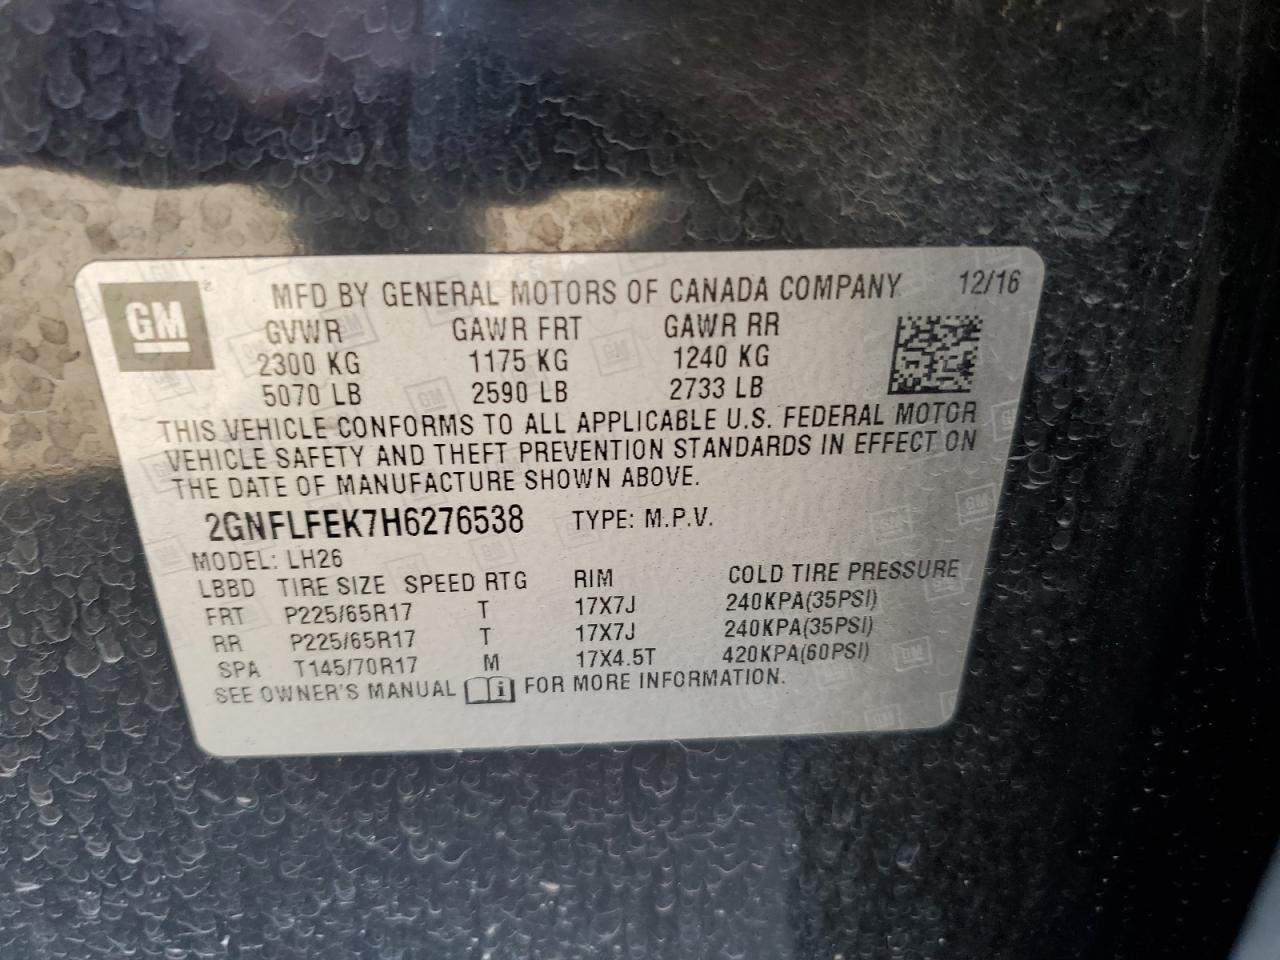 GM
MFD BY GENERAL MOTORS OF CANADA COMPANY 12/16
GVWR GAWR FRT GAWR RR
2300 KG 1175 KG 1240 KG
5070 LB 2590 LB 2733 LB
THIS VEHICLE CONFORMS TO ALL APPLICABLE U.S. FEDERAL MOTOR
VEHICLE SAFETY AND THEFT PREVENTION STANDARDS IN EFFECT ON
THE DATE OF MANUFACTURE SHOWN ABOVE.
2GNFLFEK7H6276538 TYPE: M.P.V.
MODEL: LH26
LBBD TIRE SIZE SPEED RTG RIM COLD TIRE PRESSURE
FRT P225/65R17 T 17X7J 240KPA(35PSI)
RR P225/65R17 T 17X7J 240KPA(35PSI)
SPA T145/70R17 M 17X4.5T 420KPA(60PSI)
SEE OWNER'S MANUAL i FOR MORE INFORMATION.